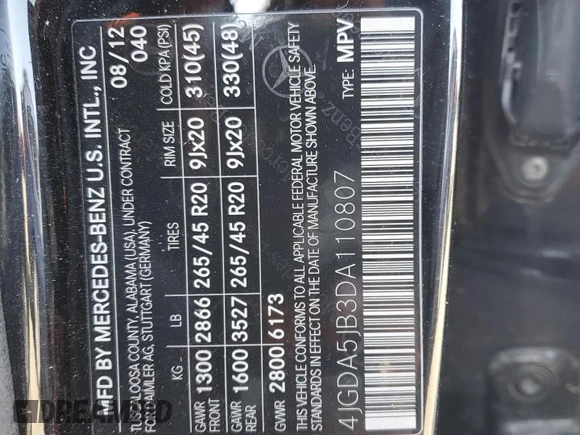 MFD BY MERCEDES-BENZ U.S. INTL., INC
TUSCALOOSA COUNTY, ALABAMA (USA), UNDER CONTRACT
FOR DAIMLER AG, STUTTGART (GERMANY)
08/12
040
KG LB TIRES RIM SIZE COLD KPA(PSI)
GAWR FRONT 1300 2866 265/45 R20 9Jx20 310(45)
GAWR REAR 1600 3527 265/45 R20 9Jx20 330(48)
GVWR 2800 6173
THIS VEHICLE CONFORMS TO ALL APPLICABLE FEDERAL MOTOR VEHICLE SAFETY
STANDARDS IN EFFECT ON THE DATE OF MANUFACTURE SHOWN ABOVE.
4JGDA5JB3DA110807 TYPE: MPV